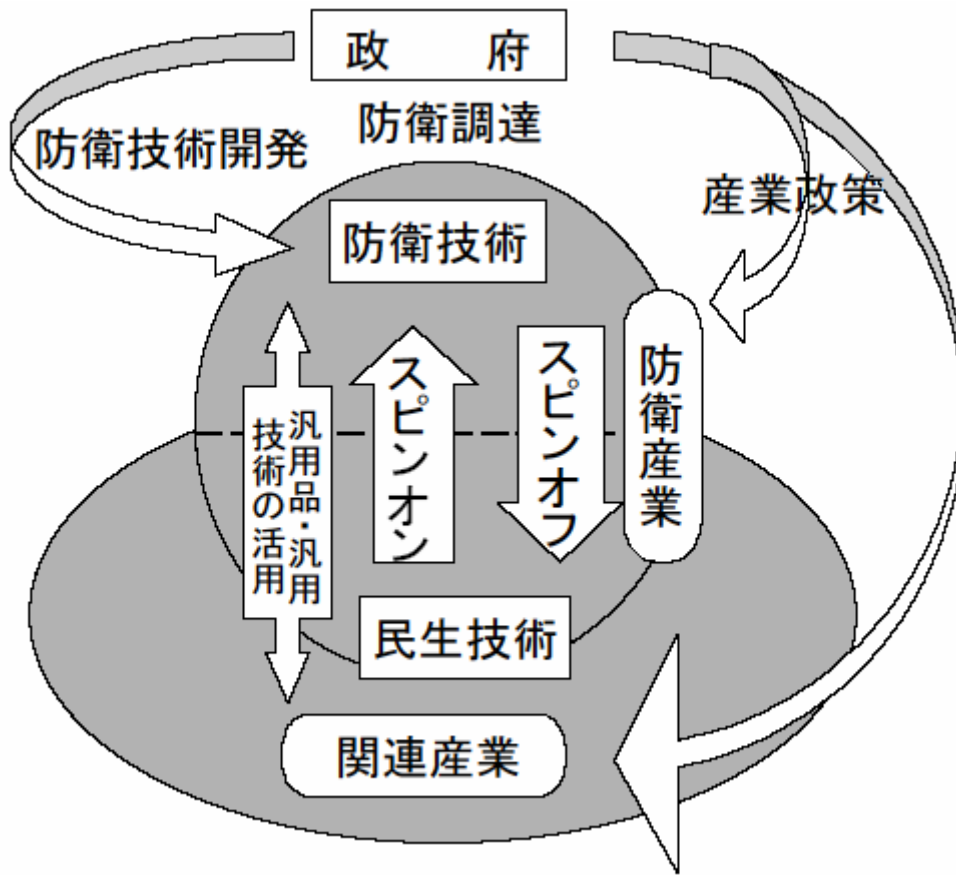 政　府
防衛調達
防衛技術開発
産業政策
防衛技術
汎用品・汎用
技術の活用
スピンオン
スピンオフ
防衛産業
民生技術
関連産業